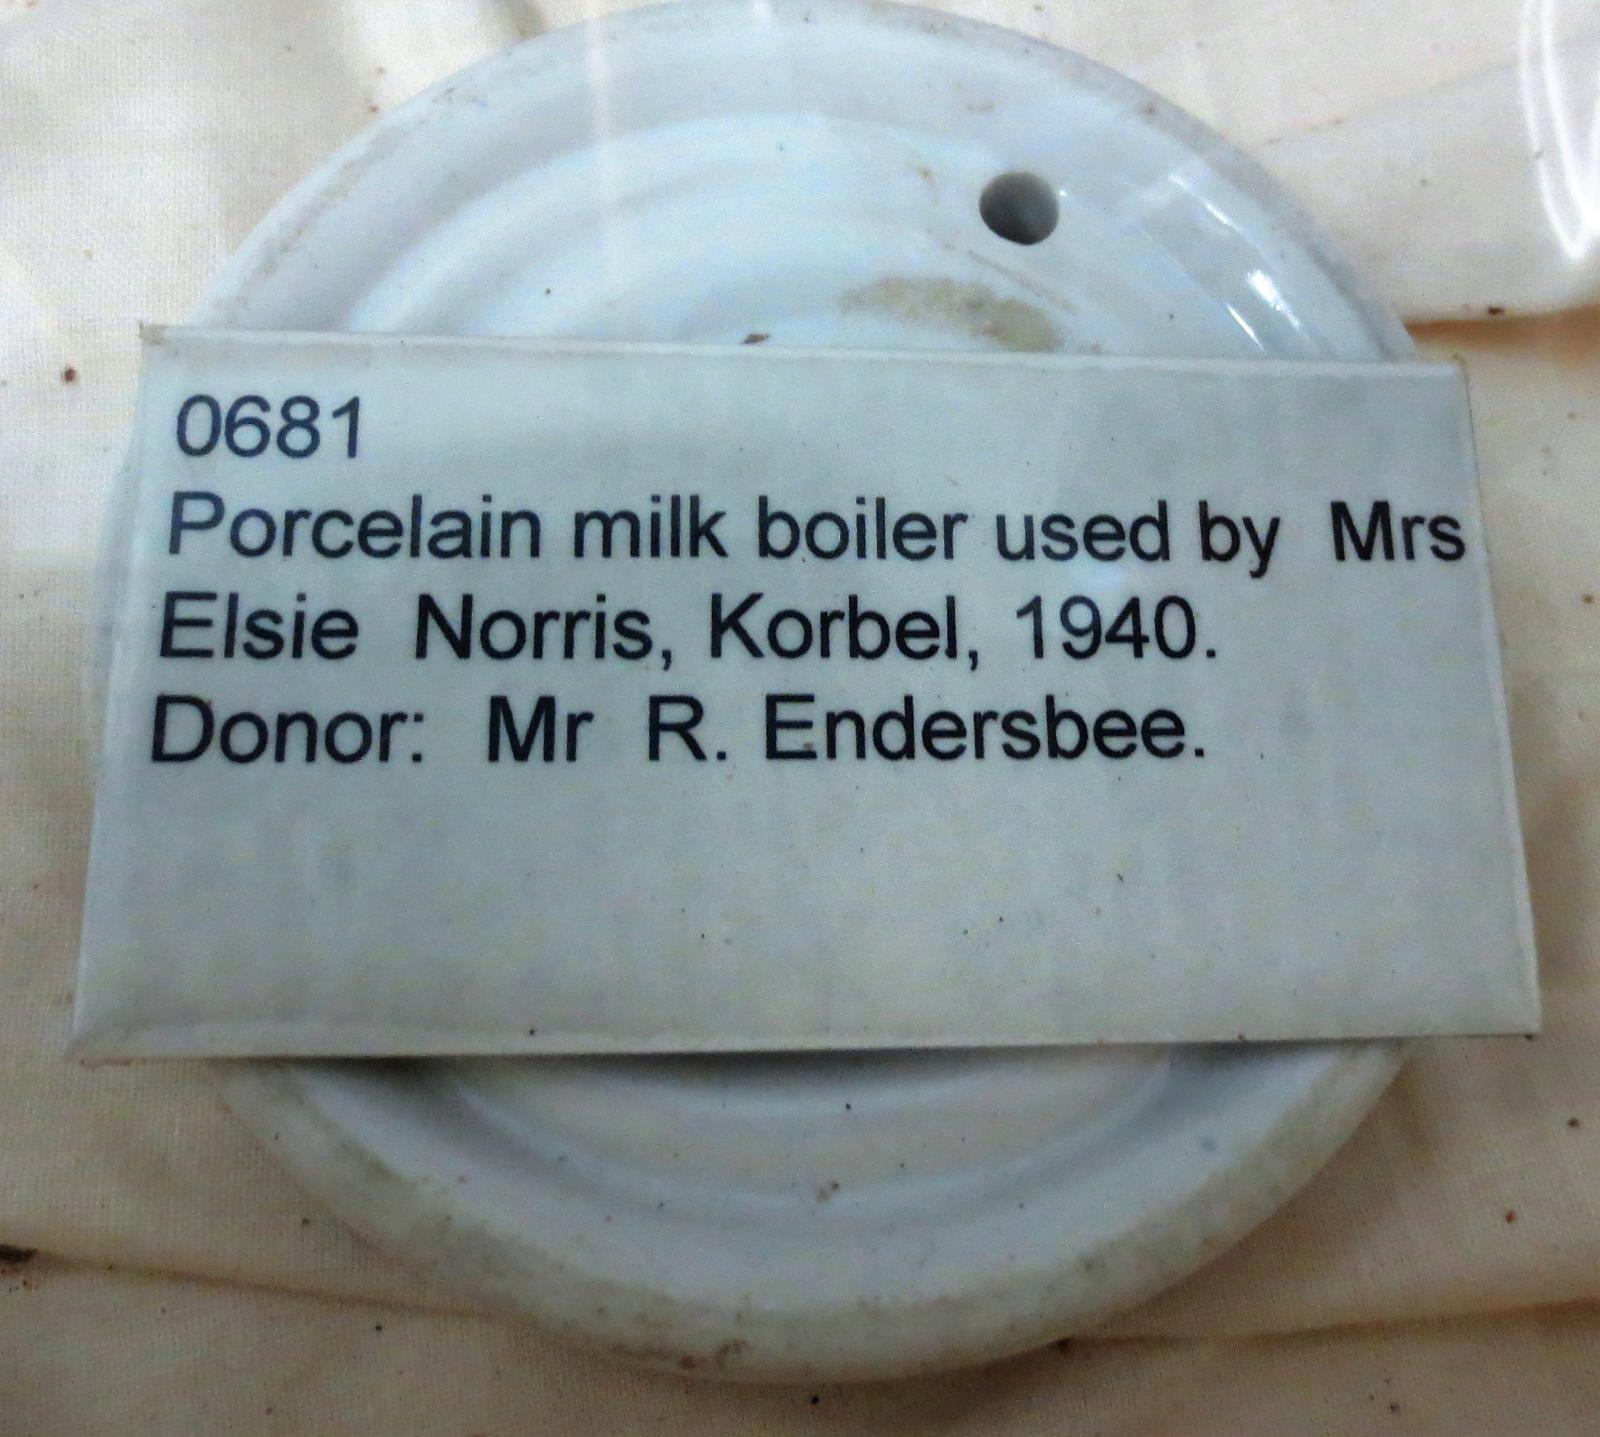 0681
Porcelain milk boiler used by Mrs
Elsie Norris, Korbel, 1940.
Donor: Mr R. Endersbee.